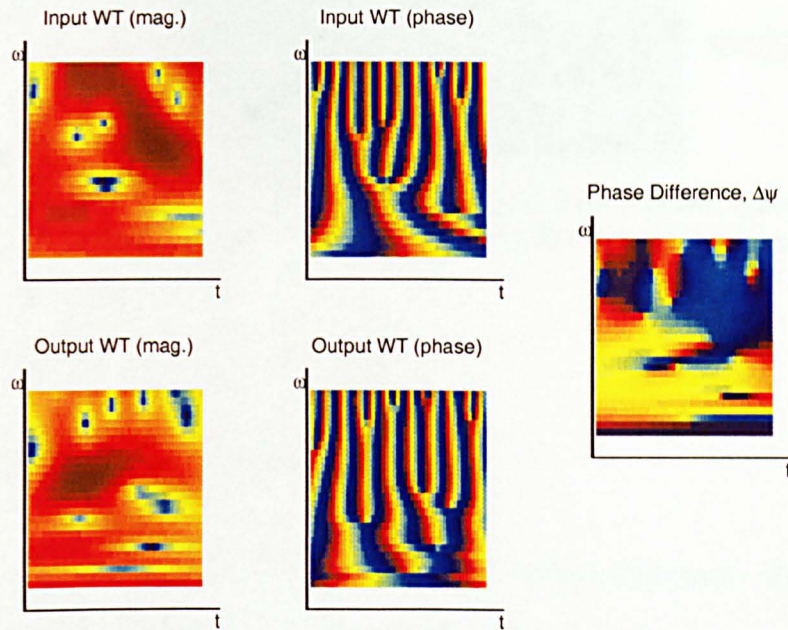 Input WT (mag.)
ω
t
Input WT (phase)
ω
t
Phase Difference, Δψ
ω
t
Output WT (mag.)
ω
t
Output WT (phase)
ω
t